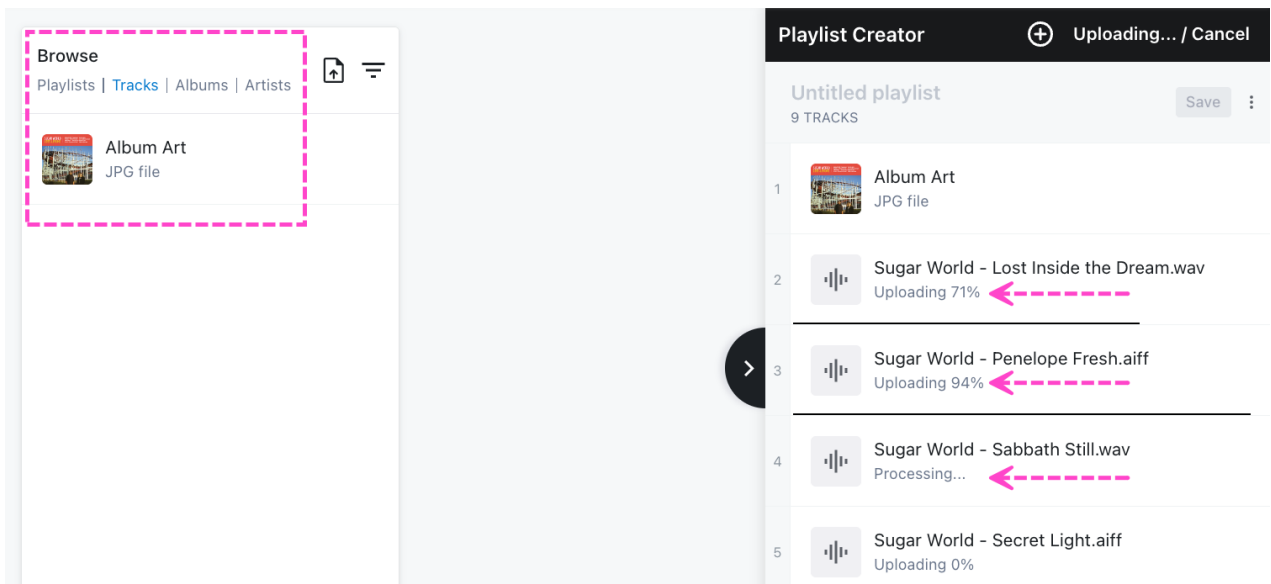 Browse
Playlists | Tracks | Albums | Artists
Album Art
JPG file
Playlist Creator
Uploading... / Cancel
Untitled playlist
9 TRACKS
Save
1
Album Art
JPG file
2
Sugar World - Lost Inside the Dream.wav
Uploading 71%
3
Sugar World - Penelope Fresh.aiff
Uploading 94%
4
Sugar World - Sabbath Still.wav
Processing...
5
Sugar World - Secret Light.aiff
Uploading 0%